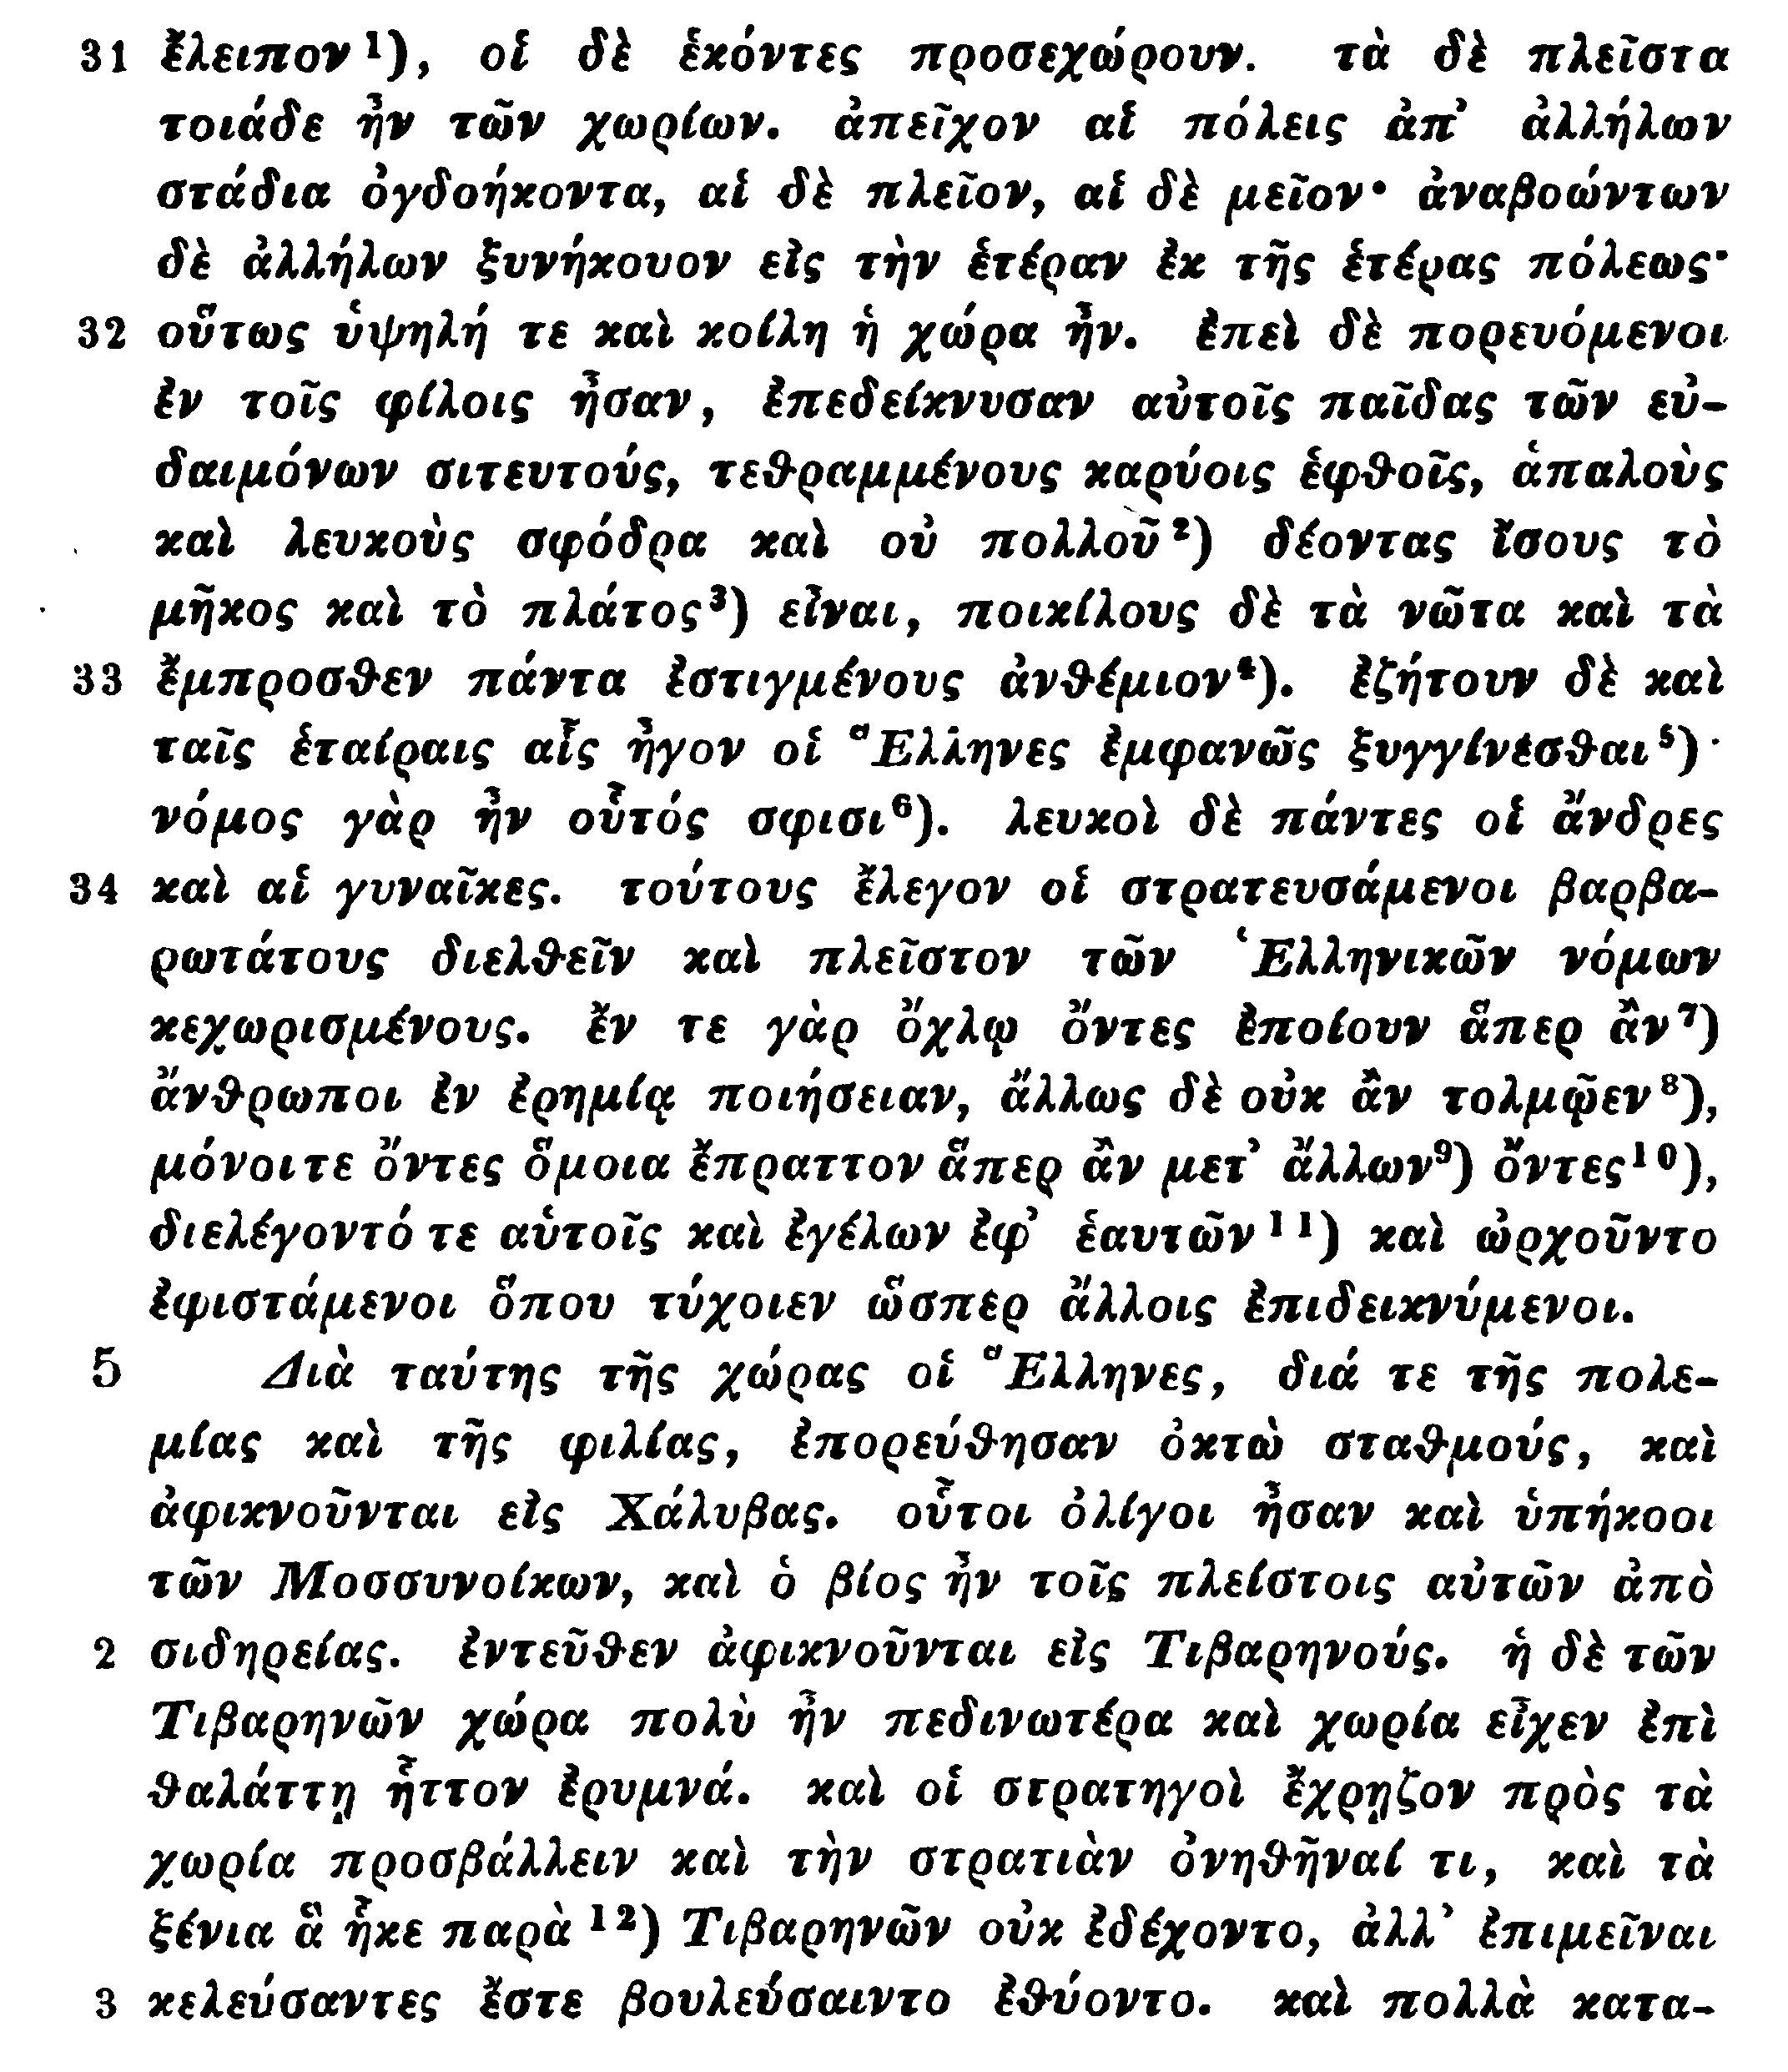 31 ἔλειπον¹), οἱ δὲ ἑκόντες προσεχώρουν. τὰ δὲ πλεῖστα
τοιάδε ἦν τῶν χωρίων. ἀπεῖχον αἱ πόλεις ἀπ’ ἀλλήλων
στάδια ὀγδοήκοντα, αἱ δὲ πλεῖον, αἱ δὲ μεῖον· ἀναβοώντων
δὲ ἀλλήλων ξυνήκουον εἰς τὴν ἑτέραν ἐκ τῆς ἑτέρας πόλεως·
32 οὕτως ὑψηλή τε καὶ κοίλη ἡ χώρα ἦν. ἐπεὶ δὲ πορευόμενοι
ἐν τοῖς φίλοις ἦσαν, ἐπεδείκνυσαν αὐτοῖς παῖδας τῶν εὐ-
δαιμόνων σιτευτούς, τεθραμμένους καρύοις ἑφθοῖς, ἁπαλοὺς
καὶ λευκοὺς σφόδρα καὶ οὐ πολλοῦ²) δέοντας ἴσους τὸ
μῆκος καὶ τὸ πλάτος³) εἶναι, ποικίλους δὲ τὰ νῶτα καὶ τὰ
33 ἔμπροσθεν πάντα ἐστιγμένους ἀνθέμιον⁴). ἐζήτουν δὲ καὶ
ταῖς ἑταίραις αἷς ἦγον οἱ Ἕλληνες ἐμφανῶς ξυγγίνεσθαι⁵)·
νόμος γὰρ ἦν οὗτός σφισι⁶). λευκοὶ δὲ πάντες οἱ ἄνδρες
34 καὶ αἱ γυναῖκες. τούτους ἔλεγον οἱ στρατευσάμενοι βαρβα-
ρωτάτους διελθεῖν καὶ πλεῖστον τῶν Ἑλληνικῶν νόμων
κεχωρισμένους. ἔν τε γὰρ ὄχλῳ ὄντες ἐποίουν ἅπερ ἂν⁷)
ἄνθρωποι ἐν ἐρημίᾳ ποιήσειαν, ἄλλως δὲ οὐκ ἂν τολμῷεν⁸),
μόνοι τε ὄντες ὅμοια ἔπραττον ἅπερ ἂν μετ’ ἄλλων⁹) ὄντες¹⁰),
διελέγοντό τε αὑτοῖς καὶ ἐγέλων ἐφ’ ἑαυτῶν¹¹) καὶ ὠρχοῦντο
ἐφιστάμενοι ὅπου τύχοιεν ὥσπερ ἄλλοις ἐπιδεικνύμενοι.
5 Διὰ ταύτης τῆς χώρας οἱ Ἕλληνες, διά τε τῆς πολε-
μίας καὶ τῆς φιλίας, ἐπορεύθησαν ὀκτὼ σταθμούς, καὶ
ἀφικνοῦνται εἰς Χάλυβας. οὗτοι ὀλίγοι ἦσαν καὶ ὑπήκοοι
τῶν Μοσσυνοίκων, καὶ ὁ βίος ἦν τοῖς πλείστοις αὐτῶν ἀπὸ
2 σιδηρείας. ἐντεῦθεν ἀφικνοῦνται εἰς Τιβαρηνούς. ἡ δὲ τῶν
Τιβαρηνῶν χώρα πολὺ ἦν πεδινωτέρα καὶ χωρία εἶχεν ἐπὶ
θαλάττῃ ἧττον ἐρυμνά. καὶ οἱ στρατηγοὶ ἔχρῃζον πρὸς τὰ
χωρία προσβάλλειν καὶ τὴν στρατιὰν ὀνηθῆναί τι, καὶ τὰ
ξένια ἃ ἧκε παρὰ¹²) Τιβαρηνῶν οὐκ ἐδέχοντο, ἀλλ’ ἐπιμεῖναι
3 κελεύσαντες ἔστε βουλεύσαιντο ἐθύοντο. καὶ πολλὰ κατα-